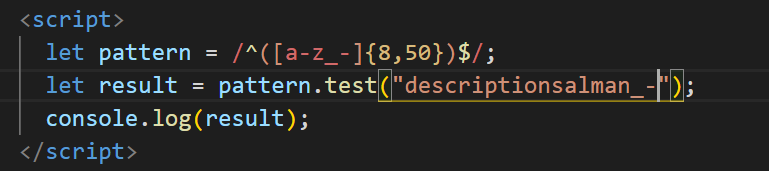 <script>
let pattern = /^([a-z_-]{8,50})$/;
let result = pattern.test("descriptionsalman_-");
console.log(result);
</script>